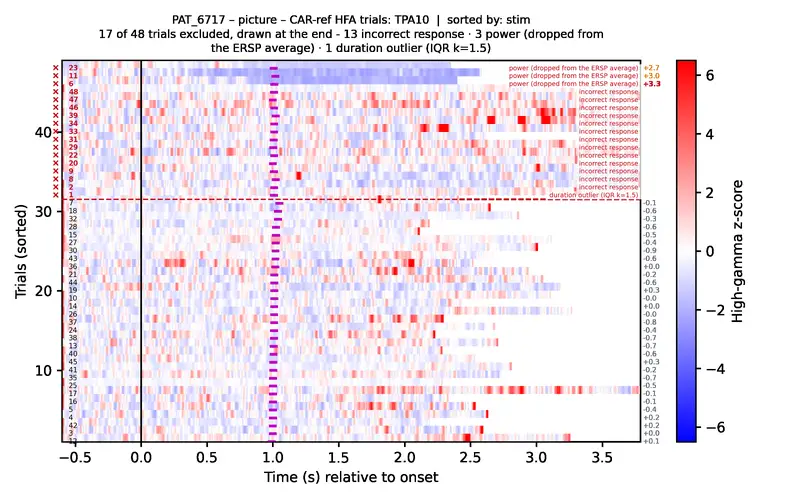 PAT_6717 – picture – CAR-ref HFA trials: TPA10 | sorted by: stim
17 of 48 trials excluded, drawn at the end - 13 incorrect response · 3 power (dropped from
the ERSP average) · 1 duration outlier (IQR k=1.5)
× 23 power (dropped from the ERSP average) +2.7
× 11 power (dropped from the ERSP average) +3.0
× 6 power (dropped from the ERSP average) +3.3
× 48 incorrect response
× 47 incorrect response
× 46 incorrect response
× 39 incorrect response
× 34 incorrect response
× 33 incorrect response
× 31 incorrect response
× 29 incorrect response
× 22 incorrect response
× 20 incorrect response
× 9 incorrect response
× 8 incorrect response
× 2 incorrect response
× 1 duration outlier (IQR k=1.5)
7 -0.1
18 -0.6
32 -0.3
28 -0.6
15 -0.5
27 -0.4
30 -0.9
43 -0.6
36 +0.0
21 -0.2
44 -0.6
19 +0.3
10 -0.0
14 -0.0
26 -0.0
37 -0.8
24 -0.4
38 -0.7
13 -0.7
40 -0.6
45 +0.3
41 -0.2
35 -0.7
25 -0.5
17 -0.1
16 -0.1
5 +0.4
4 +0.2
42 +0.2
3 +0.0
12 +0.1
40
30
20
10
Trials (sorted)
−0.5 0.0 0.5 1.0 1.5 2.0 2.5 3.0 3.5
Time (s) relative to onset
6
4
2
0
−2
−4
−6
High-gamma z-score